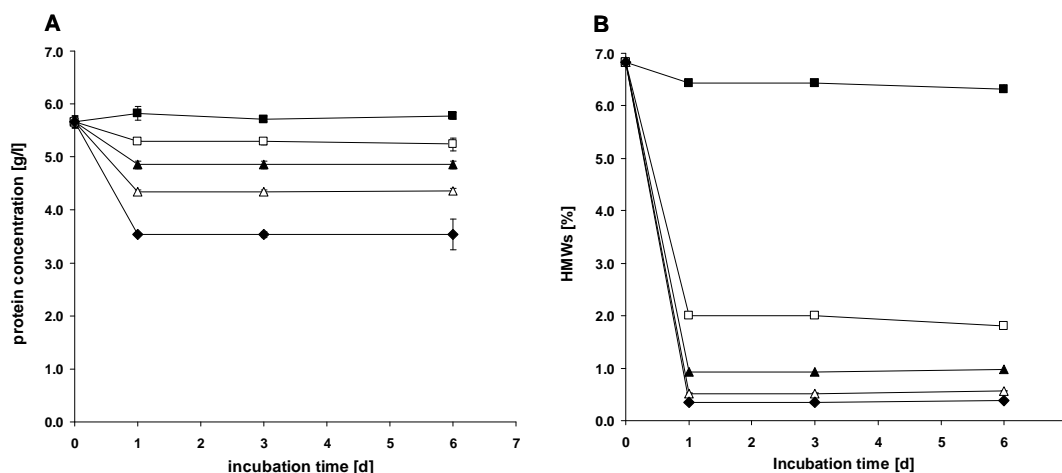 A
7.0
6.0
5.0
4.0
3.0
2.0
1.0
0.0
0 1 2 3 4 5 6 7
protein concentration [g/l]
incubation time [d]
B
7.0
6.0
5.0
4.0
3.0
2.0
1.0
0.0
0 1 2 3 4 5 6
HMWs [%]
Incubation time [d]